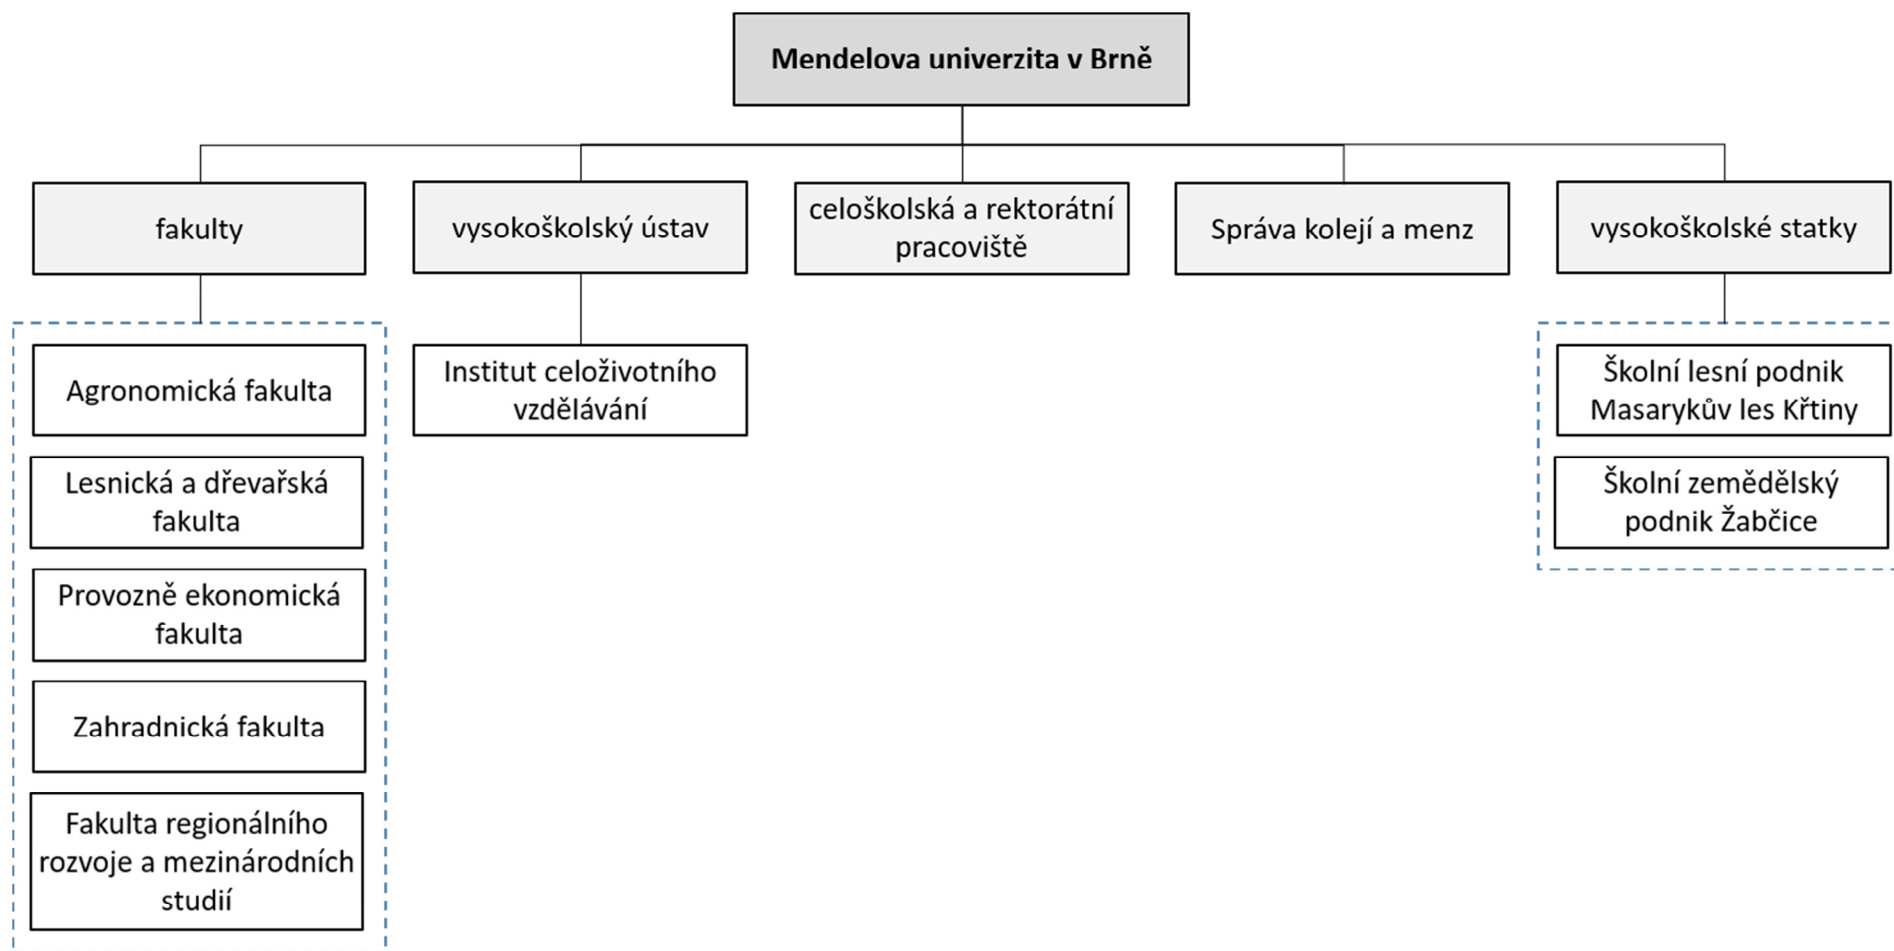 Mendelova univerzita v Brně
fakulty
vysokoškolský ústav
celoškolská a rektorátní
pracoviště
Správa kolejí a menz
vysokoškolské statky
Agronomická fakulta
Lesnická a dřevařská
fakulta
Provozně ekonomická
fakulta
Zahradnická fakulta
Fakulta regionálního
rozvoje a mezinárodních
studií
Institut celoživotního
vzdělávání
Školní lesní podnik
Masarykův les Křtiny
Školní zemědělský
podnik Žabčice